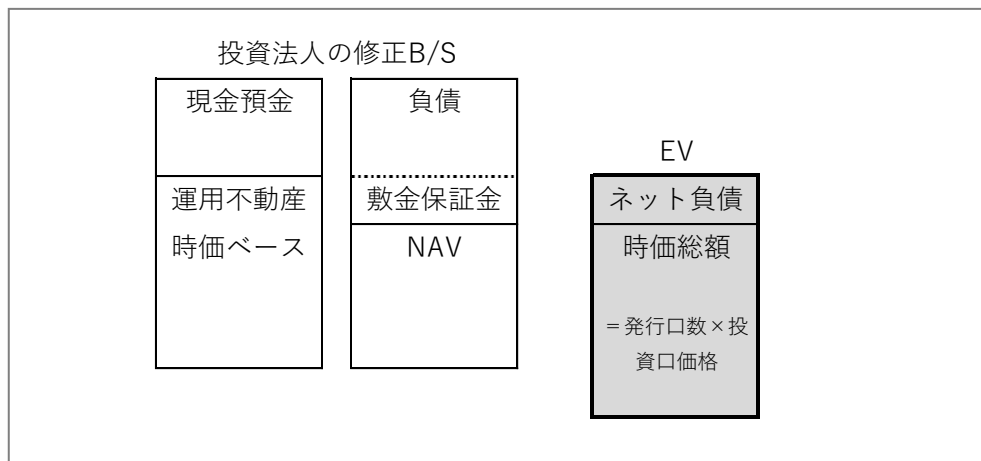 投資法人の修正B/S
現金預金
運用不動産
時価ベース
負債
敷金保証金
NAV
EV
ネット負債
時価総額
＝発行口数×投
資口価格